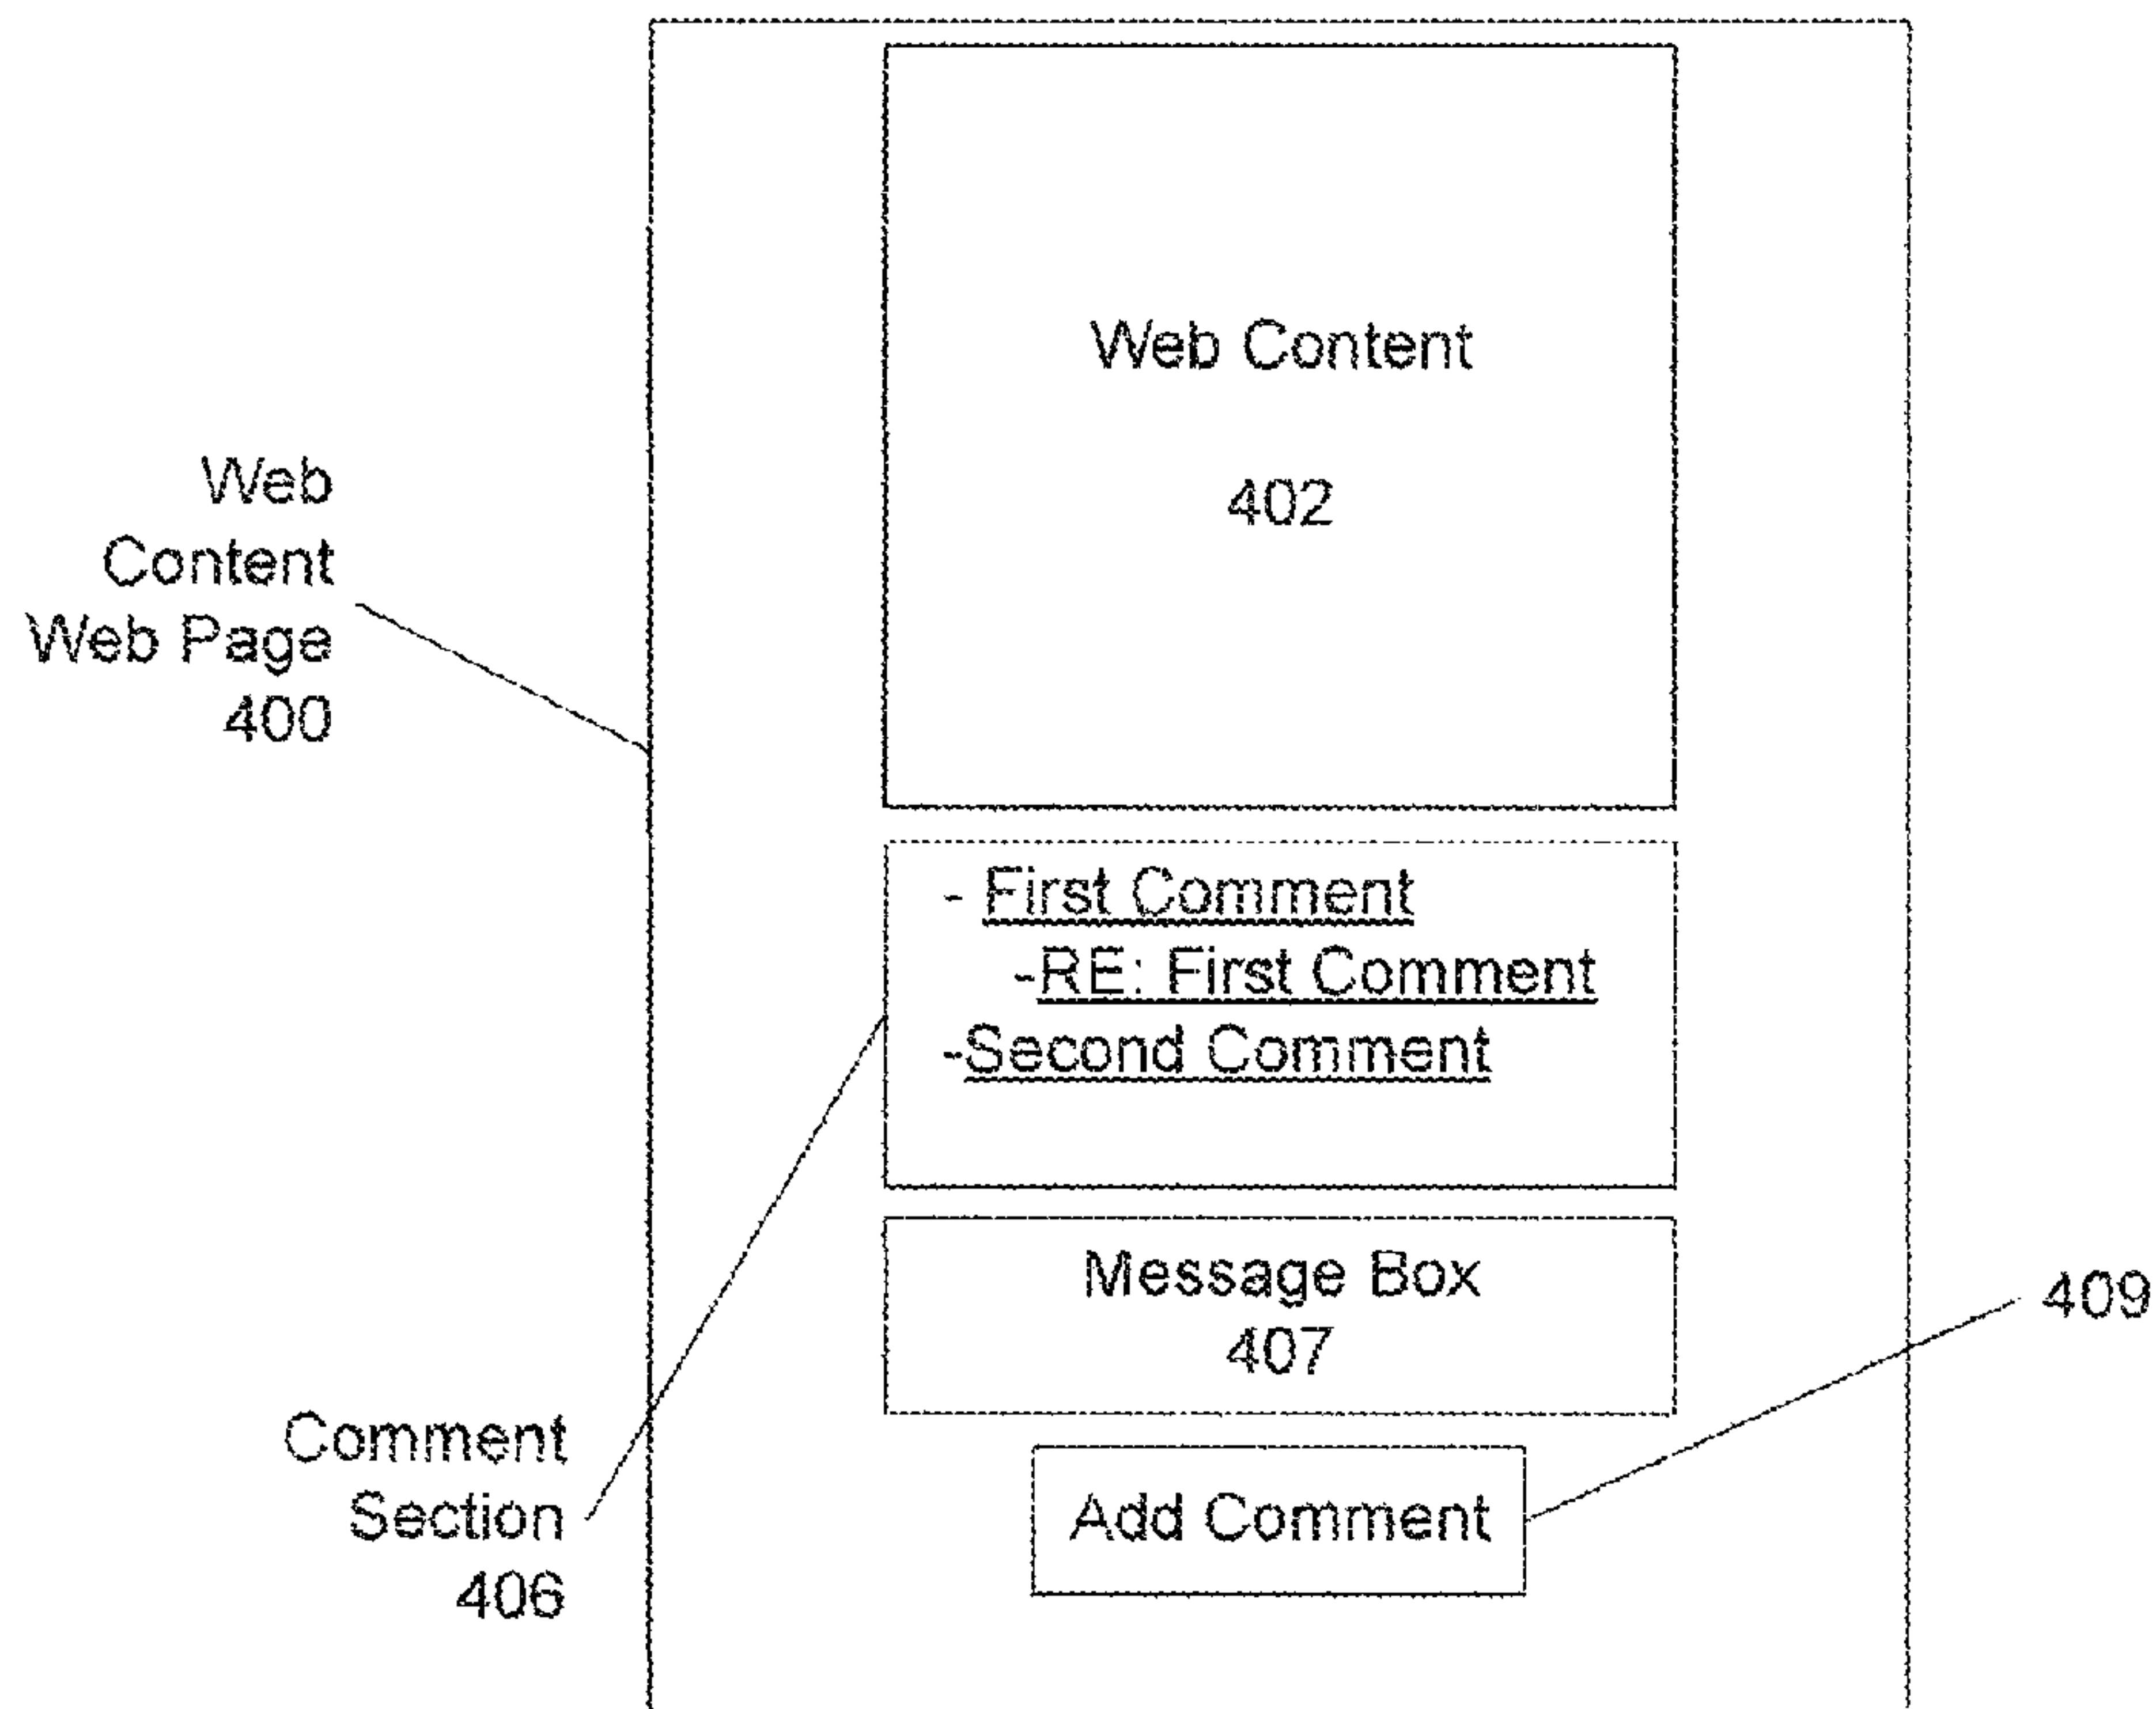 Web Content
402
Web
Content
Web Page
400
- First Comment
-RE: First Comment
-Second Comment
Message Box
407
409
Comment
Section
406
Add Comment